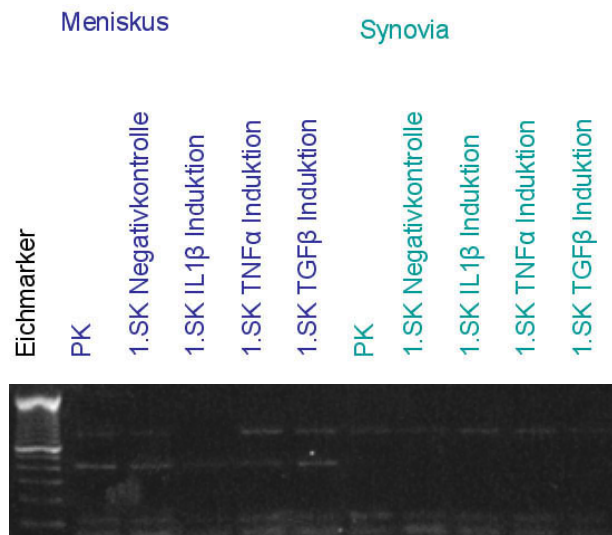 Meniskus
Synovia
Eichmarker
PK
1.SK Negativkontrolle
1.SK IL1β Induktion
1.SK TNFα Induktion
1.SK TGFβ Induktion
PK
1.SK Negativkontrolle
1.SK IL1β Induktion
1.SK TNFα Induktion
1.SK TGFβ Induktion